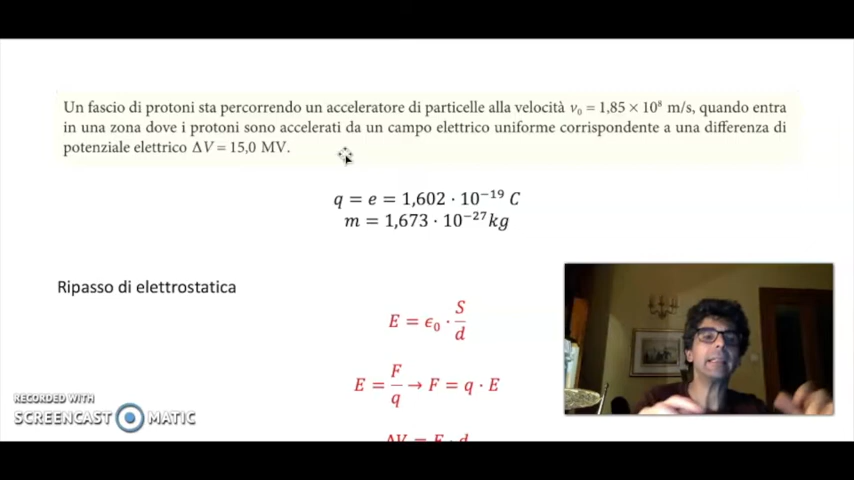 Un fascio di protoni sta percorrendo un acceleratore di particelle alla velocità v₀ = 1,85 × 10⁸ m/s, quando entra
in una zona dove i protoni sono accelerati da un campo elettrico uniforme corrispondente a una differenza di
potenziale elettrico ΔV = 15,0 MV.
q = e = 1,602 · 10⁻¹⁹ C
m = 1,673 · 10⁻²⁷ kg
Ripasso di elettrostatica
E = ϵ₀ · S/d
E = F/q → F = q · E
RECORDED WITH
SCREENCAST MATIC